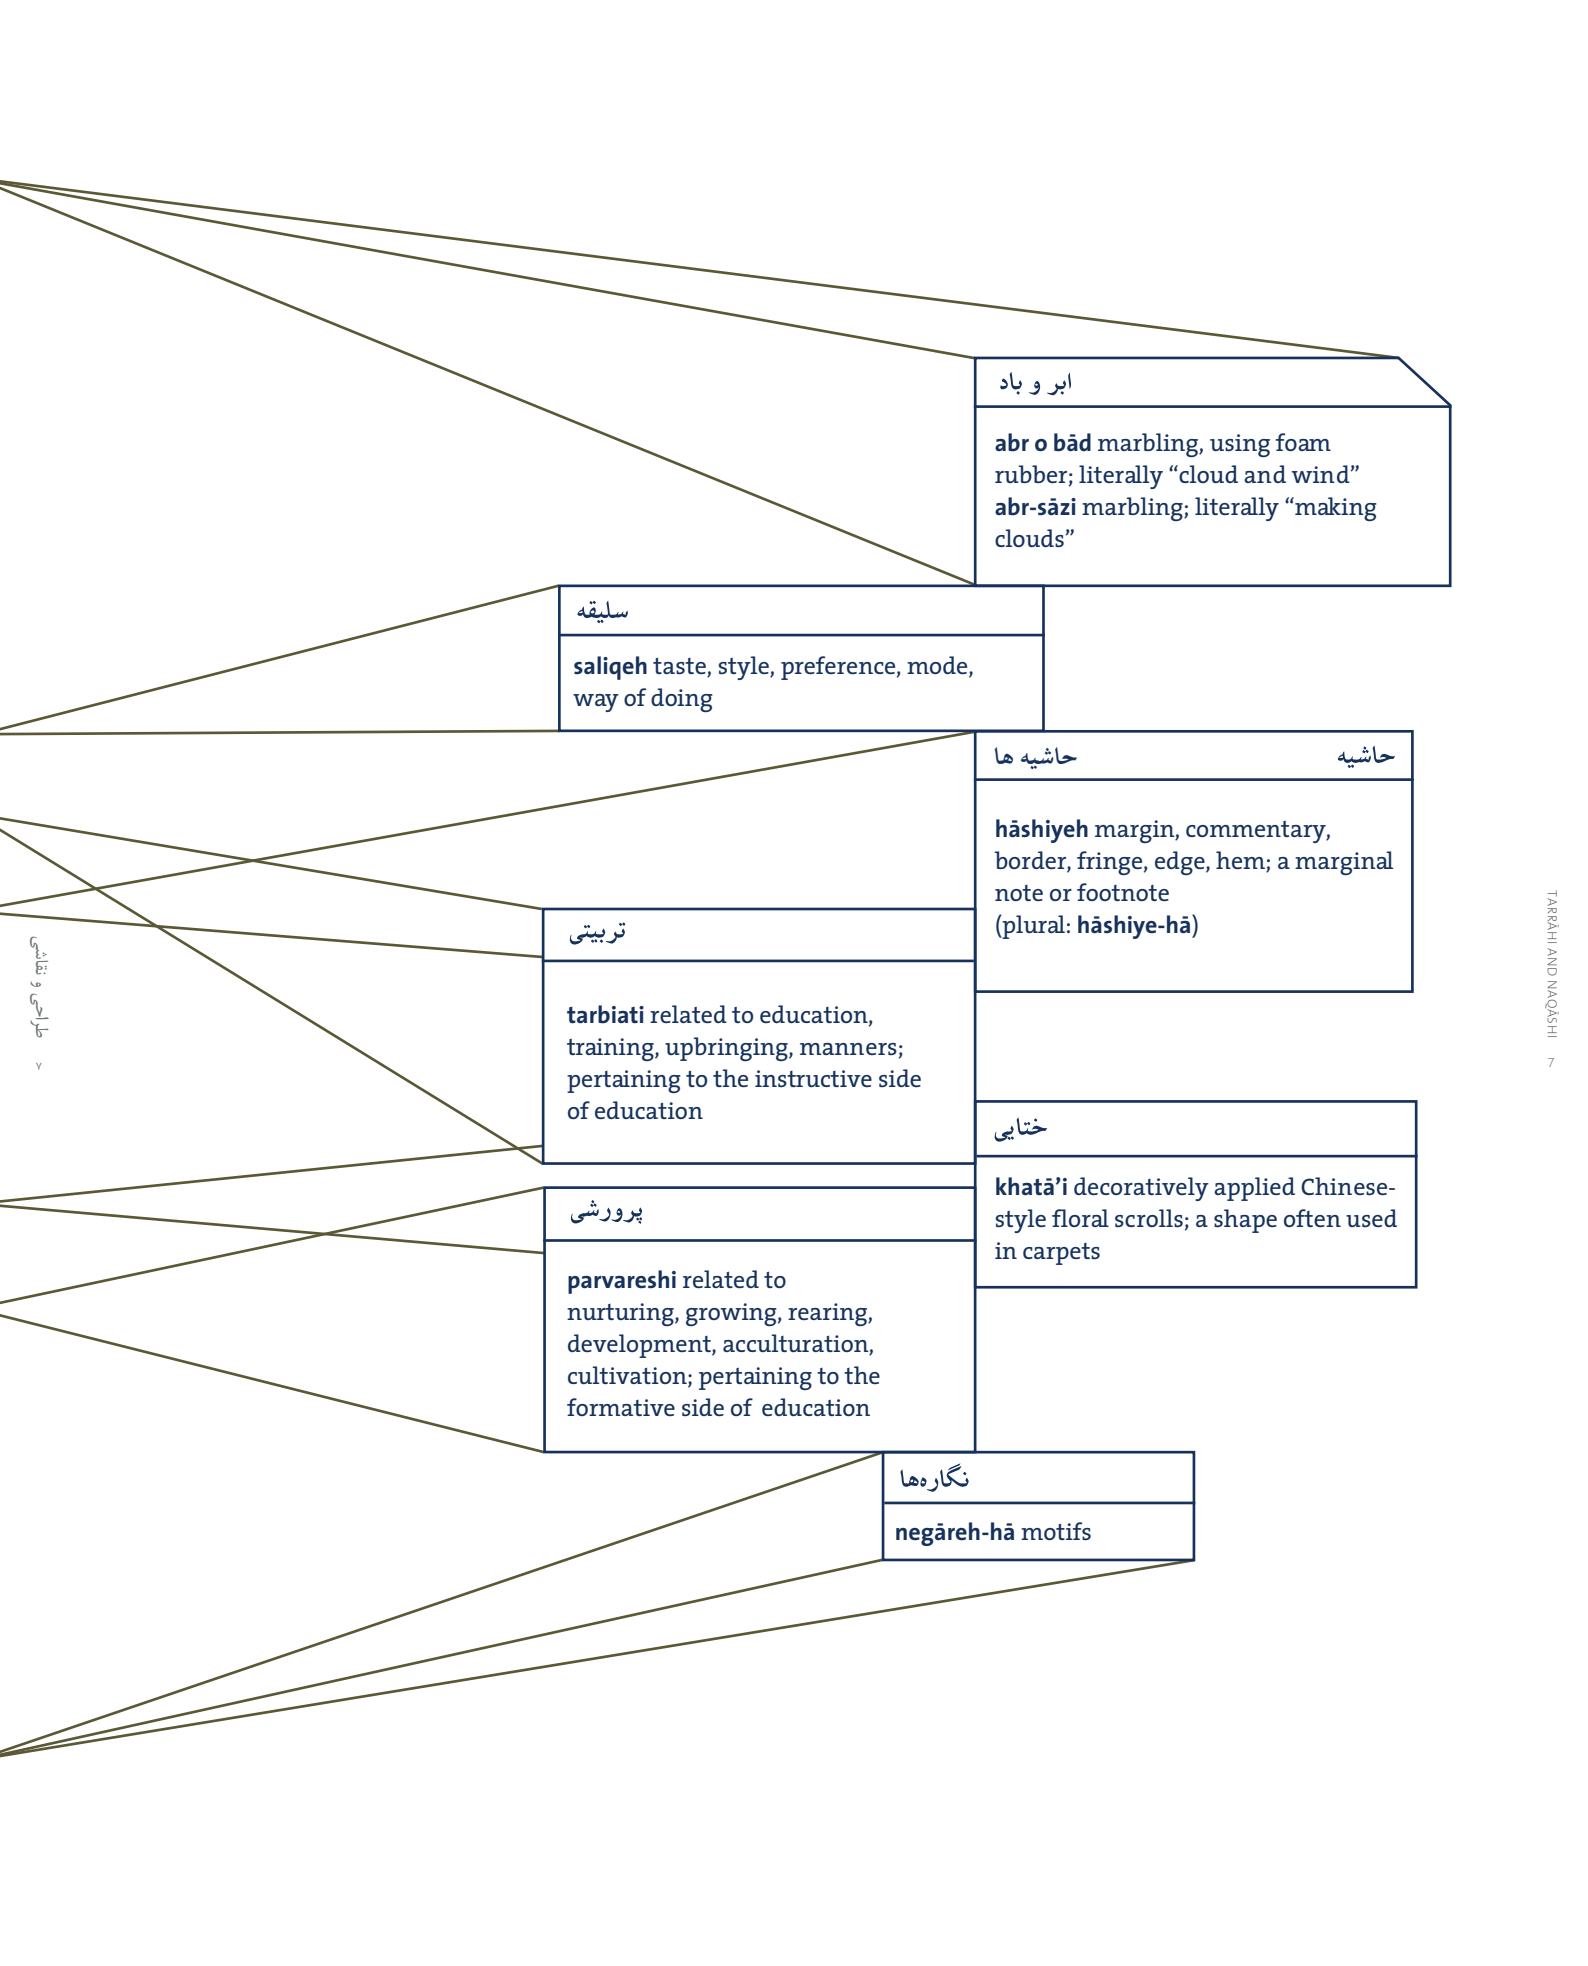 ابر و باد
abr o bād marbling, using foam
rubber; literally “cloud and wind”
abr-sāzi marbling; literally “making
clouds”
سلیقه
saliqeh taste, style, preference, mode,
way of doing
حاشیه
حاشیه ها
hāshiyeh margin, commentary,
border, fringe, edge, hem; a marginal
note or footnote
(plural: hāshiye-hā)
تربیتی
tarbiati related to education,
training, upbringing, manners;
pertaining to the instructive side
of education
ختایی
khatā’i decoratively applied Chinese-
style floral scrolls; a shape often used
in carpets
پرورشی
parvareshi related to
nurturing, growing, rearing,
development, acculturation,
cultivation; pertaining to the
formative side of education
نگاره‌ها
negāreh-hā motifs
طراحی و نقاشی ۷
TARRĀHI AND NAQĀSHI 7